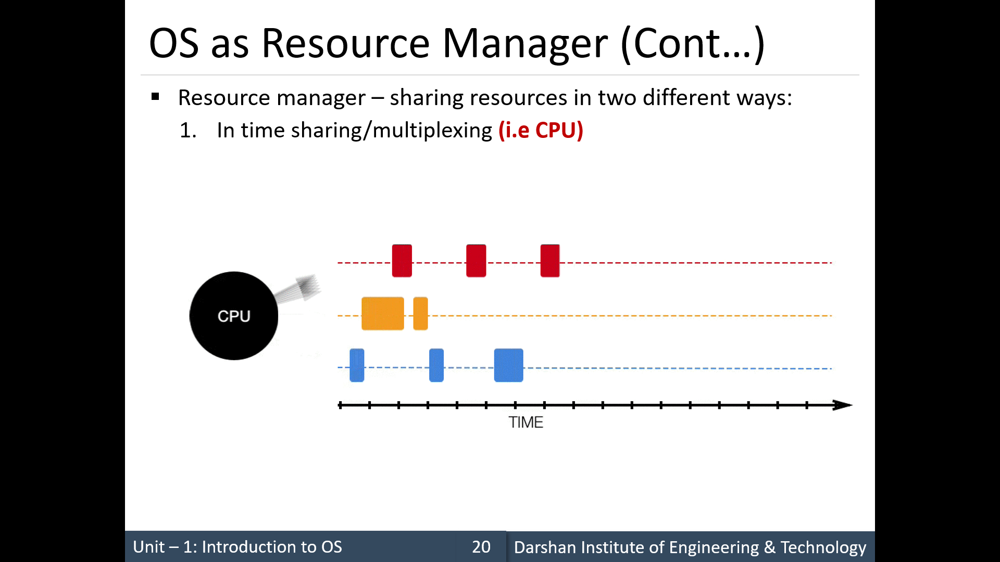 OS as Resource Manager (Cont…)
▪ Resource manager – sharing resources in two different ways:
1. In time sharing/multiplexing (i.e CPU)
CPU
TIME
Unit – 1: Introduction to OS
20
Darshan Institute of Engineering & Technology